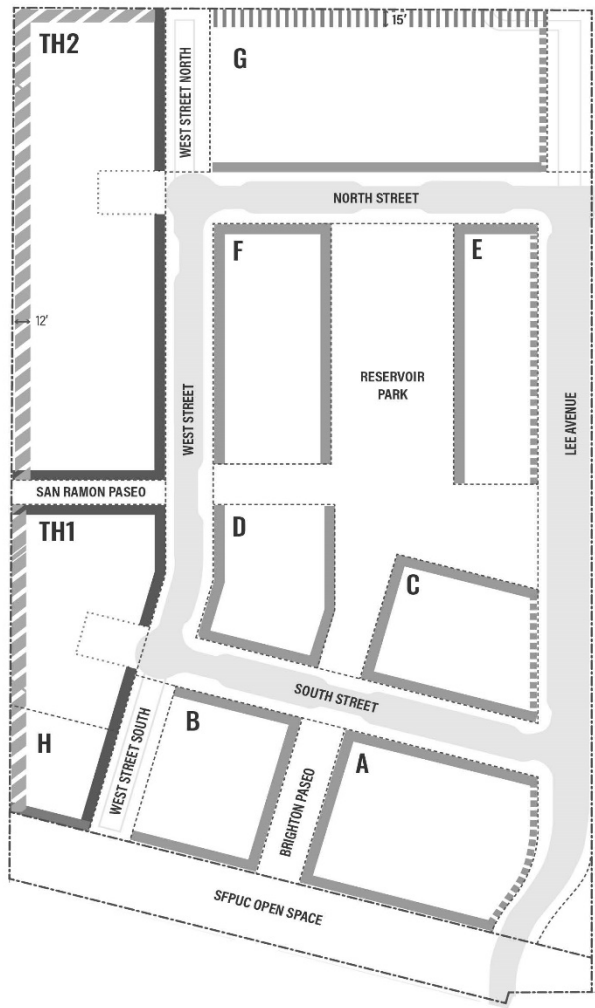 15'
TH2
G
WEST STREET NORTH
NORTH STREET
F
E
12'
RESERVOIR
PARK
WEST STREET
LEE AVENUE
SAN RAMON PASEO
TH1
D
C
SOUTH STREET
B
H
WEST STREET SOUTH
A
BRIGHTON PASEO
SFPUC OPEN SPACE